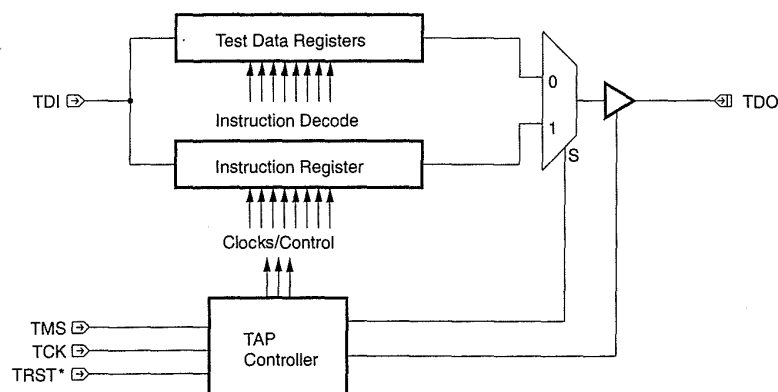 Test Data Registers
0
TDI
TDO
Instruction Decode
1
Instruction Register
S
Clocks/Control
TMS
TCK
TRST*
TAP
Controller